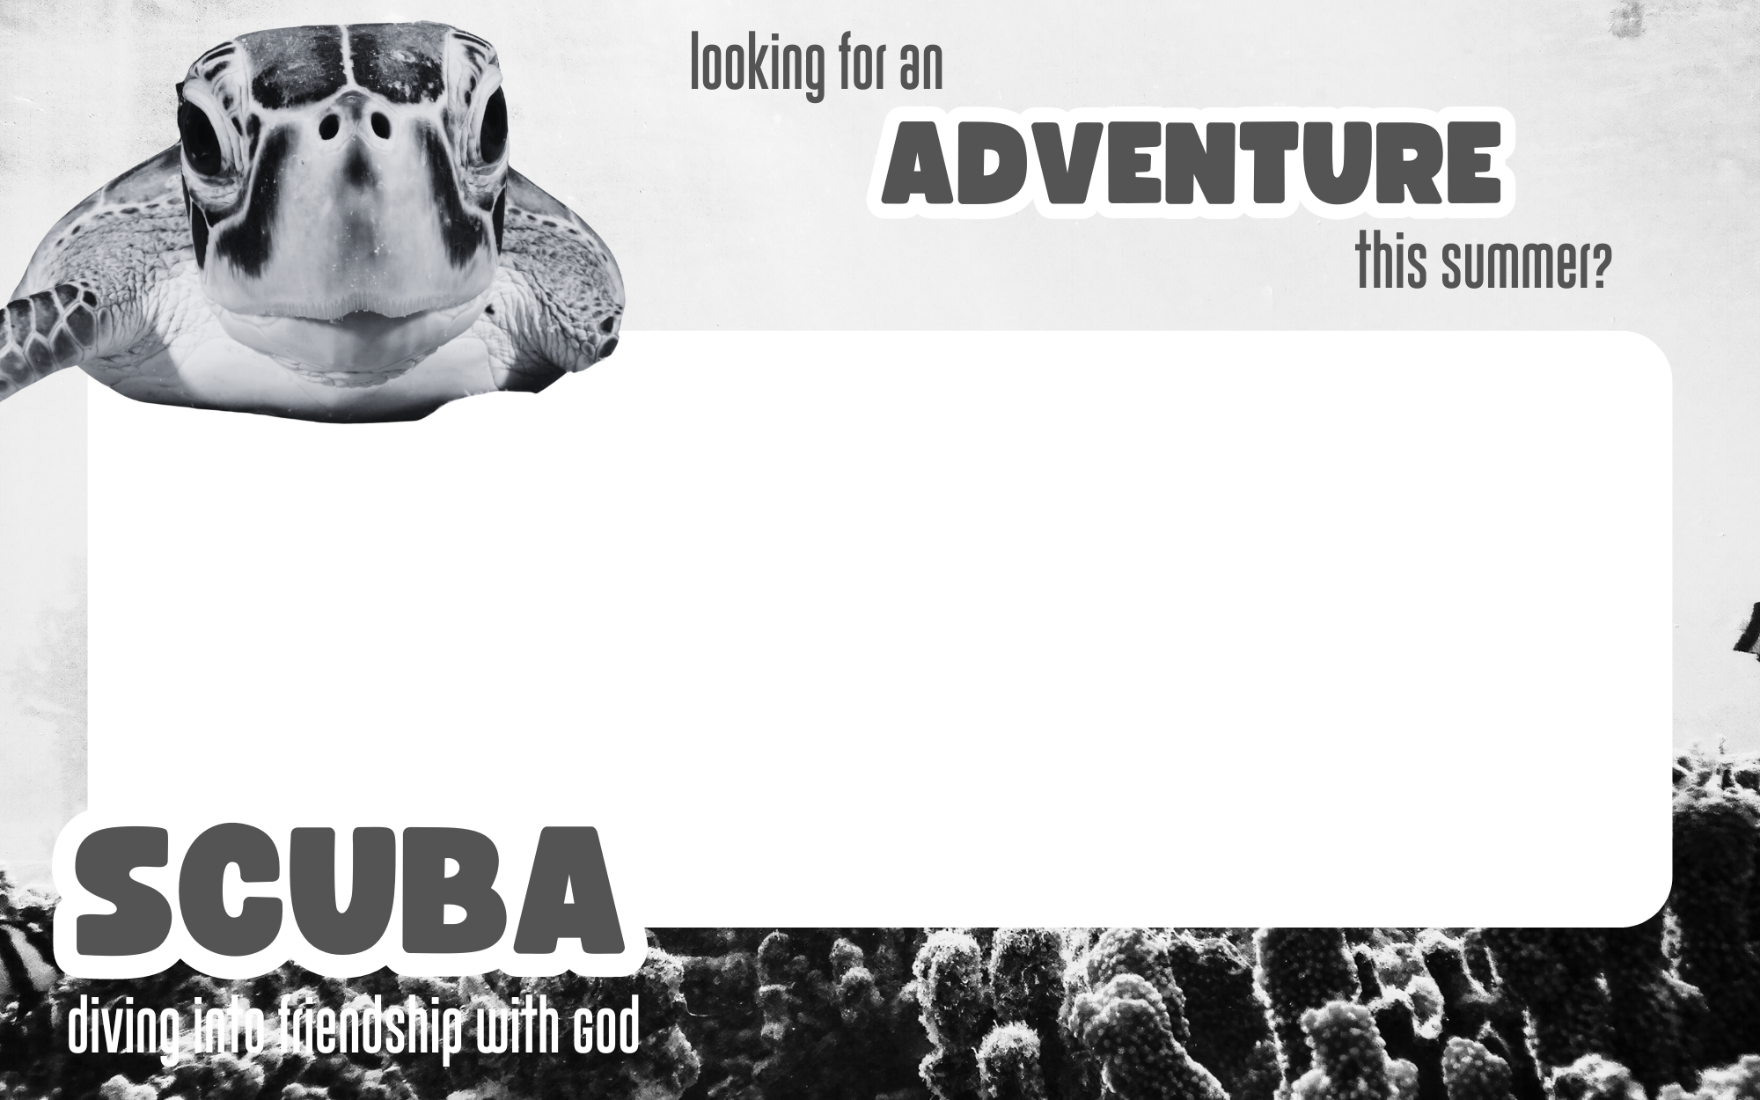 looking for an
ADVENTURE
this summer?
SCUBA
diving into friendship with God